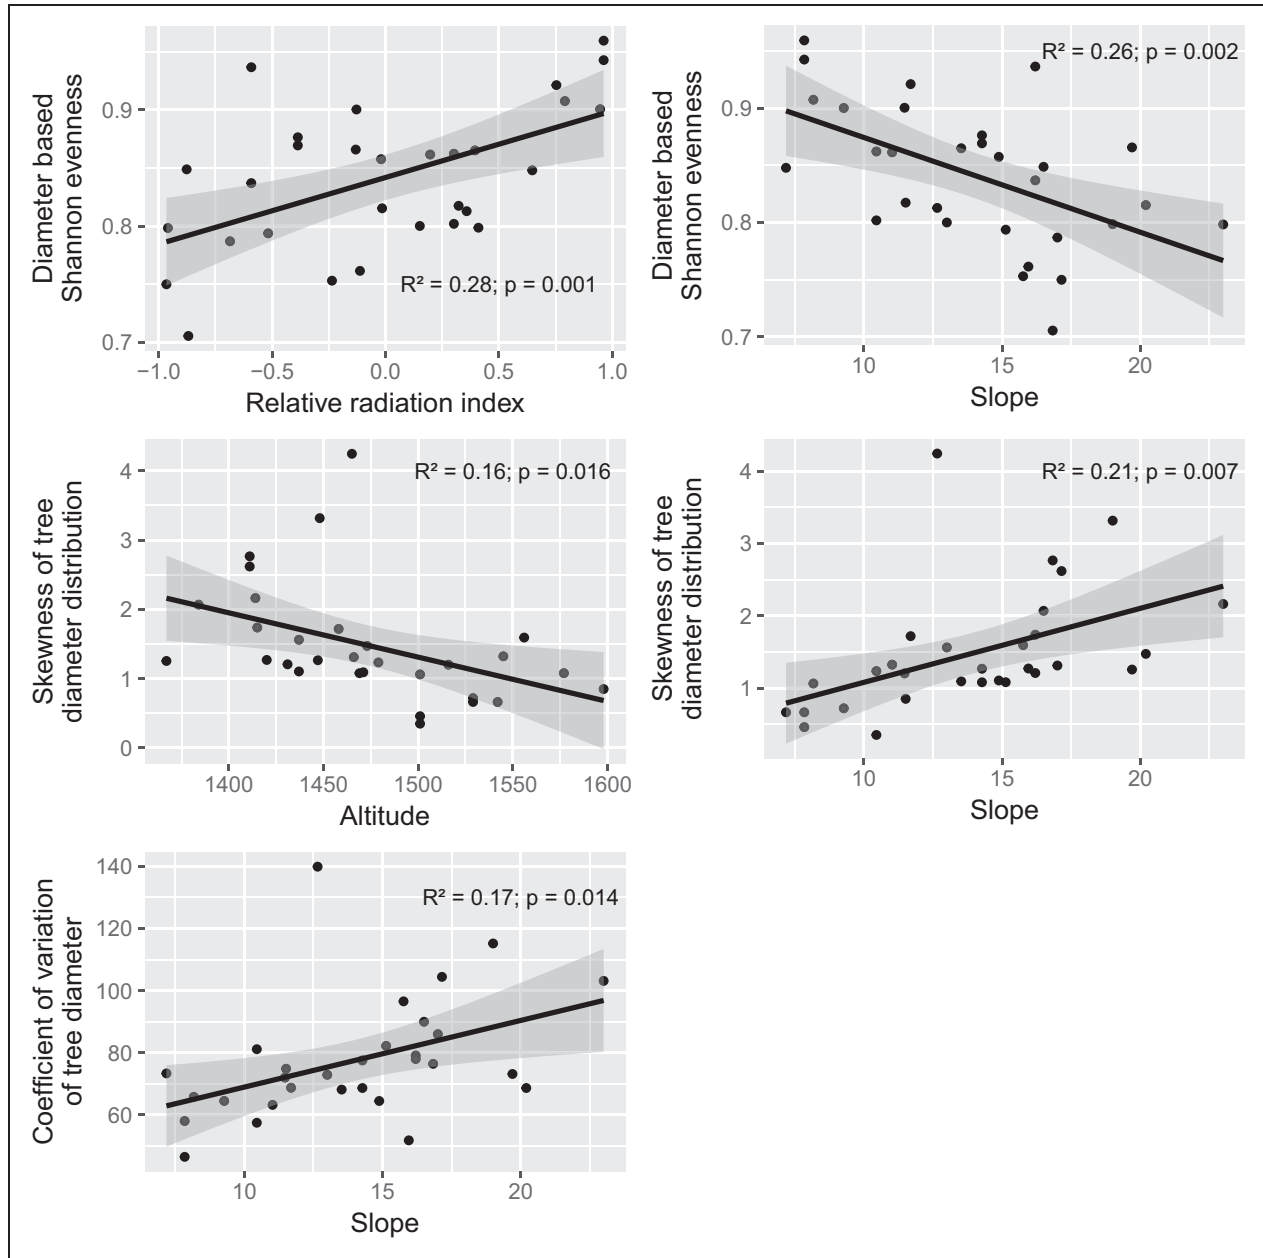 Diameter based
Shannon evenness
0.9
0.8
0.7
R² = 0.28; p = 0.001
−1.0 −0.5 0.0 0.5 1.0
Relative radiation index
Diameter based
Shannon evenness
0.9
0.8
0.7
R² = 0.26; p = 0.002
10 15 20
Slope
Skewness of tree
diameter distribution
4
3
2
1
0
R² = 0.16; p = 0.016
1400 1450 1500 1550 1600
Altitude
Skewness of tree
diameter distribution
4
3
2
1
R² = 0.21; p = 0.007
10 15 20
Slope
Coefficient of variation
of tree diameter
140
120
100
80
60
R² = 0.17; p = 0.014
10 15 20
Slope